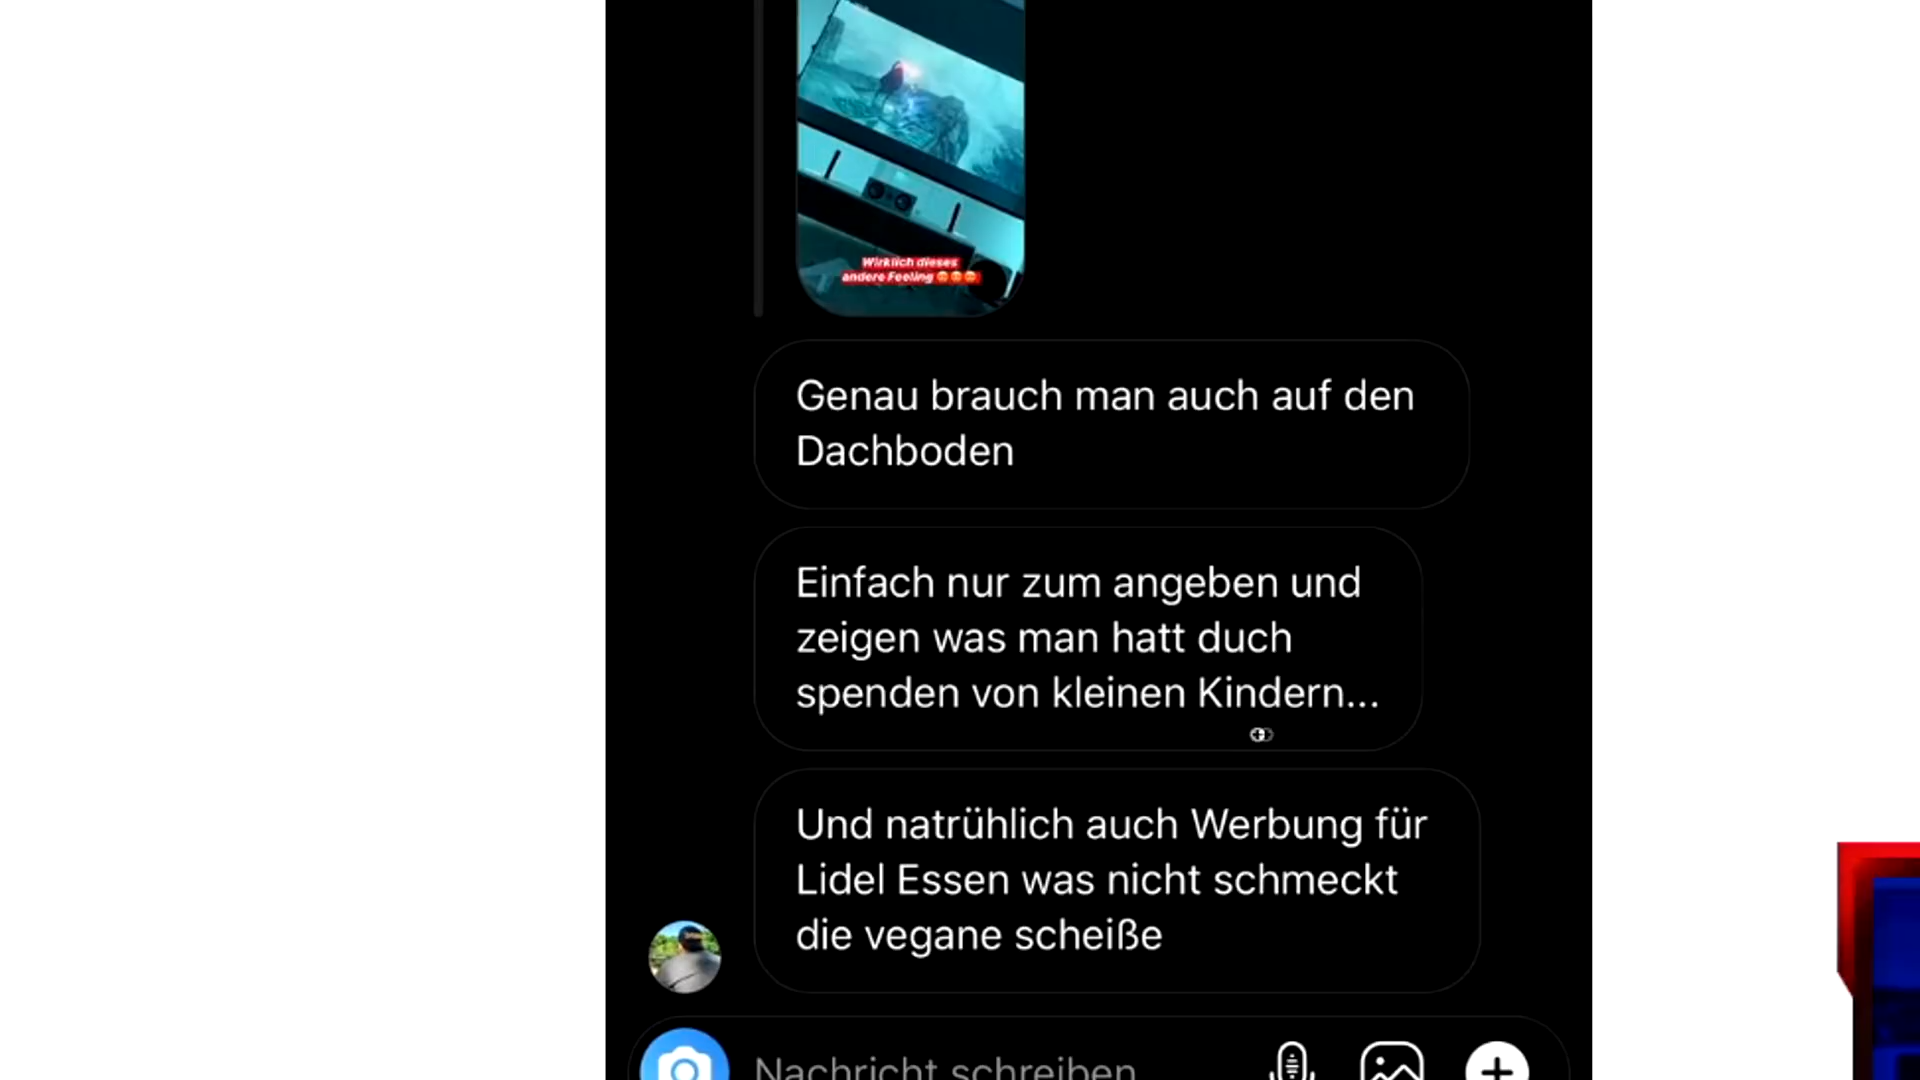 Wirklich dieses
andere Feeling 😍😍😍
Genau brauch man auch auf den
Dachboden
Einfach nur zum angeben und
zeigen was man hatt duch
spenden von kleinen Kindern...
Und natrühlich auch Werbung für
Lidel Essen was nicht schmeckt
die vegane scheiße
Nachricht schreiben